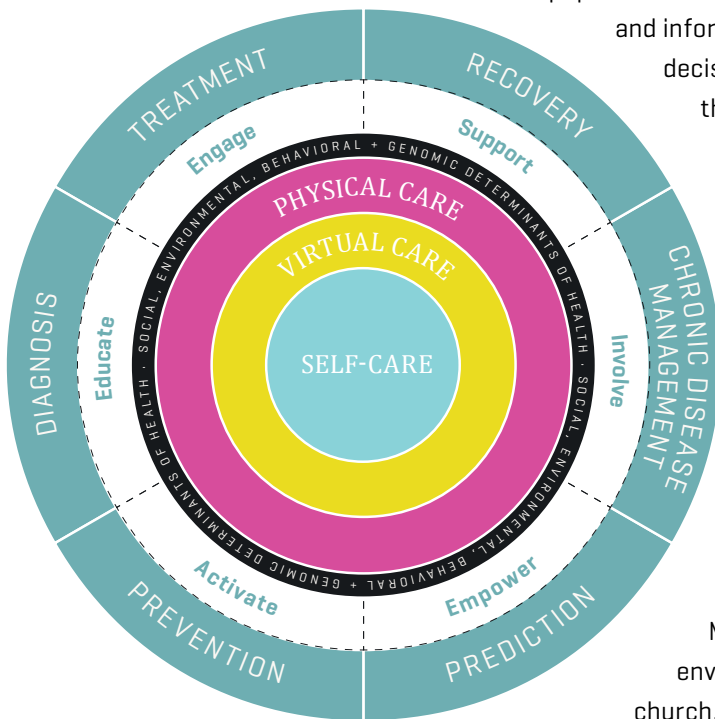 and infor
decis
th
TREATMENT
RECOVERY
Engage
Support
SOCIAL, ENVIRONMENTAL, BEHAVIORAL + GENOMIC DETERMINANTS OF HEALTH · SOCIAL, ENVIRONMENTAL, BEHAVIORAL + GENOMIC DETERMINANTS OF HEALTH ·
PHYSICAL CARE
VIRTUAL CARE
SELF-CARE
DIAGNOSIS
Educate
Involve
CHRONIC DISEASE
MANAGEMENT
Activate
Empower
PREVENTION
PREDICTION
env
church,